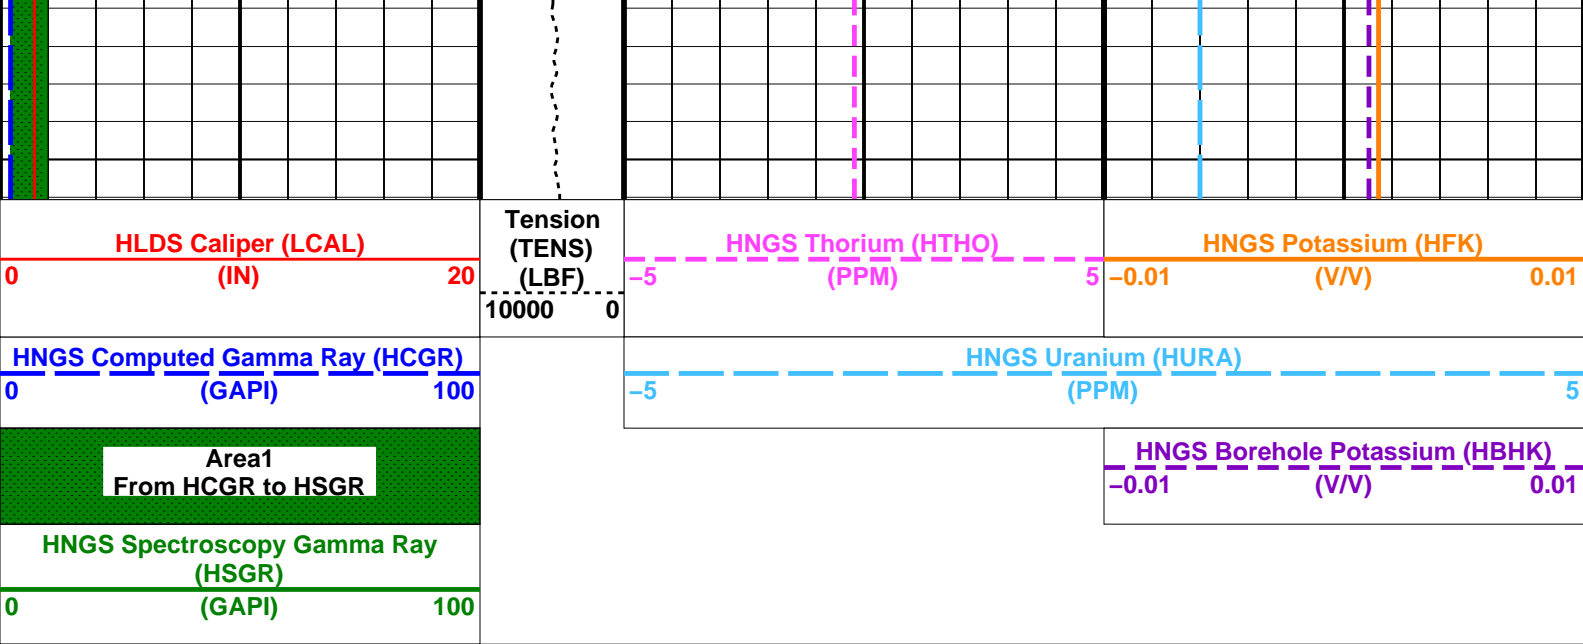 HLDS Caliper (LCAL)
0 (IN) 20
Tension
(TENS)
(LBF)
10000 0
HNGS Thorium (HTHO)
−5 (PPM) 5
HNGS Potassium (HFK)
−0.01 (V/V) 0.01
HNGS Computed Gamma Ray (HCGR)
0 (GAPI) 100
HNGS Uranium (HURA)
−5 (PPM) 5
Area1
From HCGR to HSGR
HNGS Borehole Potassium (HBHK)
−0.01 (V/V) 0.01
HNGS Spectroscopy Gamma Ray
(HSGR)
0 (GAPI) 100